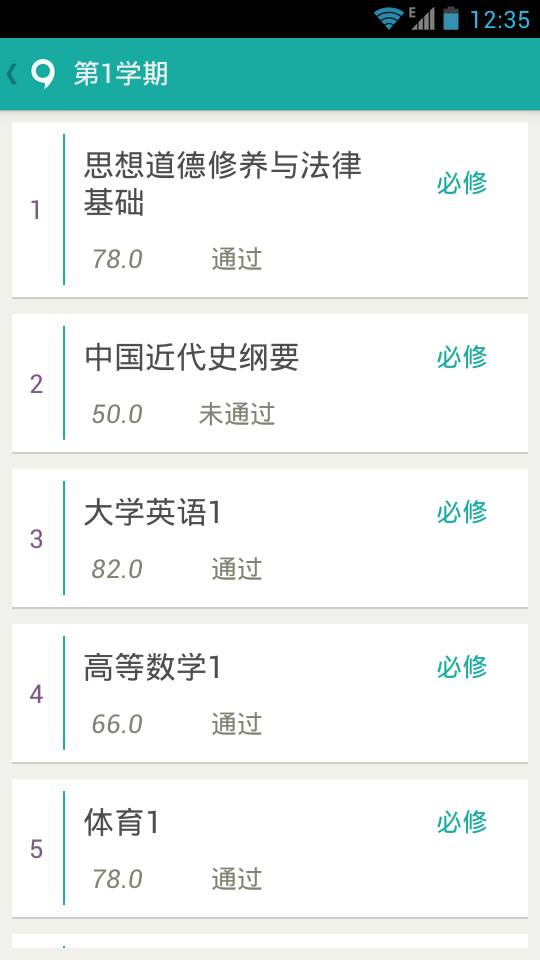 E 12:35
第1学期
思想道德修养与法律
基础
必修
1
78.0 通过
中国近代史纲要 必修
2
50.0 未通过
大学英语1 必修
3
82.0 通过
高等数学1 必修
4
66.0 通过
体育1 必修
5
78.0 通过